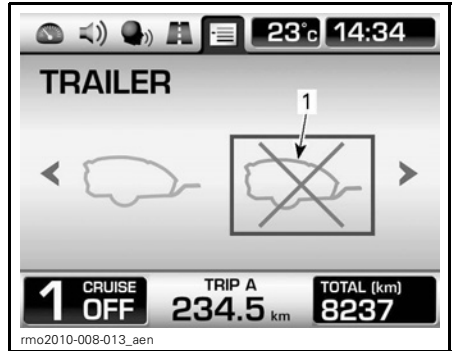 23°c 14:34
TRAILER
1
1 CRUISE OFF
TRIP A
234.5 km
TOTAL (km)
8237
rmo2010-008-013_aen